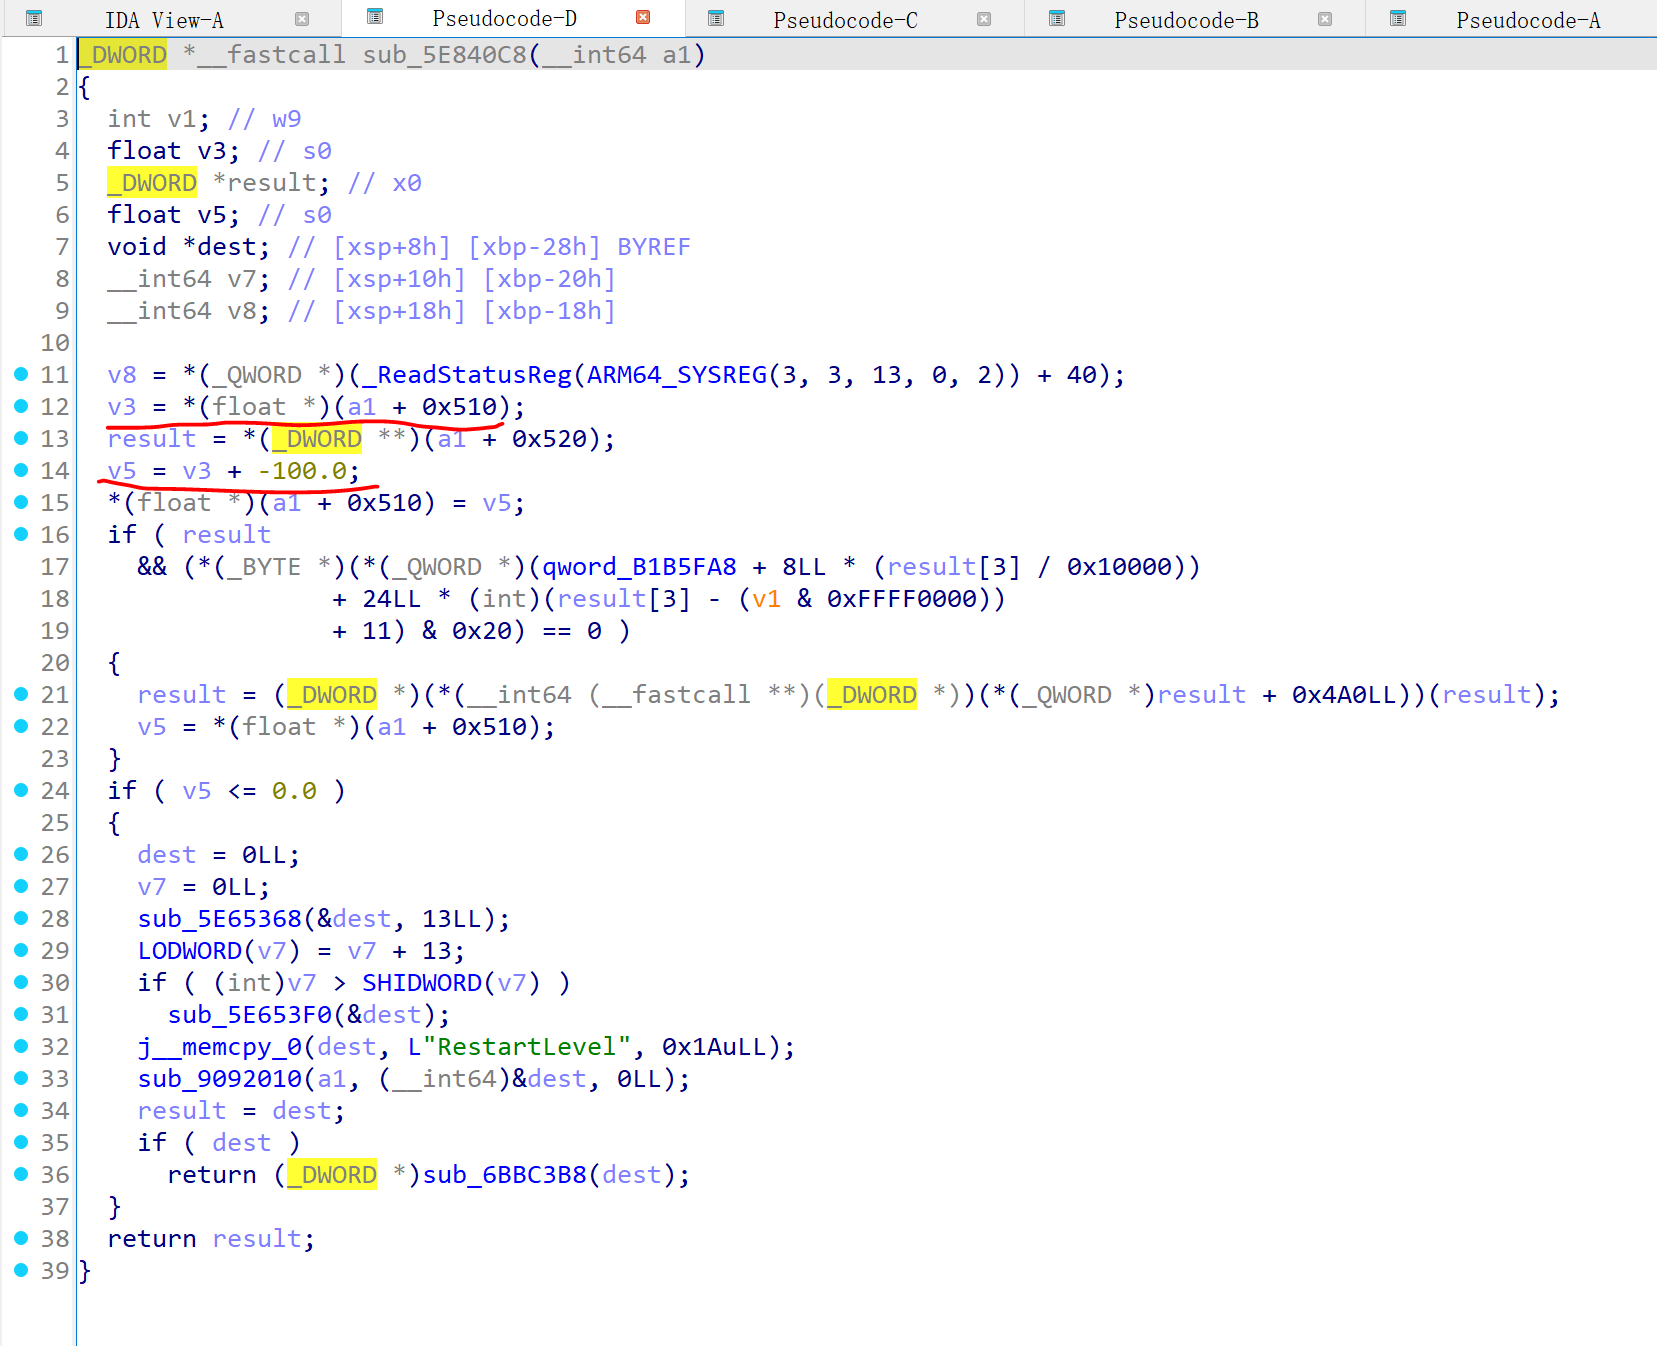 IDA View-A Pseudocode-D Pseudocode-C Pseudocode-B Pseudocode-A
1 _DWORD *__fastcall sub_5E840C8(__int64 a1)
2 {
3   int v1; // w9
4   float v3; // s0
5   _DWORD *result; // x0
6   float v5; // s0
7   void *dest; // [xsp+8h] [xbp-28h] BYREF
8   __int64 v7; // [xsp+10h] [xbp-20h]
9   __int64 v8; // [xsp+18h] [xbp-18h]
10
11   v8 = *(_QWORD *)(_ReadStatusReg(ARM64_SYSREG(3, 3, 13, 0, 2)) + 40);
12   v3 = *(float *)(a1 + 0x510);
13   result = *(_DWORD **)(a1 + 0x520);
14   v5 = v3 + -100.0;
15   *(float *)(a1 + 0x510) = v5;
16   if ( result
17     && (*(_BYTE *)(*(_QWORD *)(qword_B1B5FA8 + 8LL * (result[3] / 0x10000))
18                  + 24LL * (int)(result[3] - (v1 & 0xFFFF0000))
19                  + 11) & 0x20) == 0 )
20   {
21     result = (_DWORD *)(*(__int64 (__fastcall **)(_DWORD *))(*(_QWORD *)result + 0x4A0LL))(result);
22     v5 = *(float *)(a1 + 0x510);
23   }
24   if ( v5 <= 0.0 )
25   {
26     dest = 0LL;
27     v7 = 0LL;
28     sub_5E65368(&dest, 13LL);
29     LODWORD(v7) = v7 + 13;
30     if ( (int)v7 > SHIDWORD(v7) )
31       sub_5E653F0(&dest);
32     j__memcpy_0(dest, L"RestartLevel", 0x1AuLL);
33     sub_9092010(a1, (__int64)&dest, 0LL);
34     result = dest;
35     if ( dest )
36       return (_DWORD *)sub_6BBC3B8(dest);
37   }
38   return result;
39 }